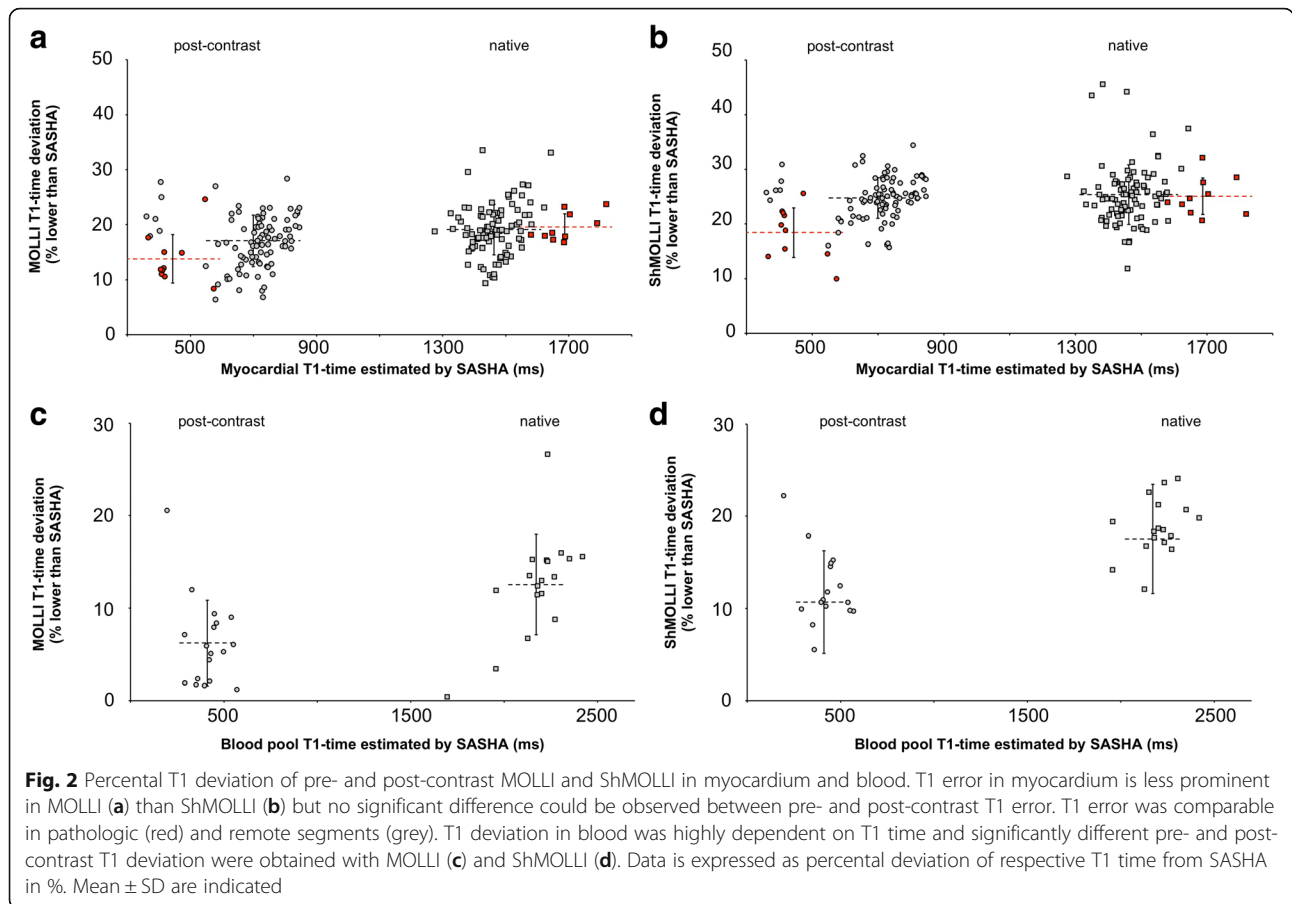 a
post-contrast native
MOLLI T1-time deviation
(% lower than SASHA)
50
40
30
20
10
0
500 900 1300 1700
Myocardial T1-time estimated by SASHA (ms)
b
post-contrast native
ShMOLLI T1-time deviation
(% lower than SASHA)
50
40
30
20
10
0
500 900 1300 1700
Myocardial T1-time estimated by SASHA (ms)
c
post-contrast native
MOLLI T1-time deviation
(% lower than SASHA)
30
20
10
0
500 1500 2500
Blood pool T1-time estimated by SASHA (ms)
d
post-contrast native
ShMOLLI T1-time deviation
(% lower than SASHA)
30
20
10
0
500 1500 2500
Blood pool T1-time estimated by SASHA (ms)
Fig. 2 Percental T1 deviation of pre- and post-contrast MOLLI and ShMOLLI in myocardium and blood. T1 error in myocardium is less prominent
in MOLLI (a) than ShMOLLI (b) but no significant difference could be observed between pre- and post-contrast T1 error. T1 error was comparable
in pathologic (red) and remote segments (grey). T1 deviation in blood was highly dependent on T1 time and significantly different pre- and post-
contrast T1 deviation were obtained with MOLLI (c) and ShMOLLI (d). Data is expressed as percental deviation of respective T1 time from SASHA
in %. Mean ± SD are indicated